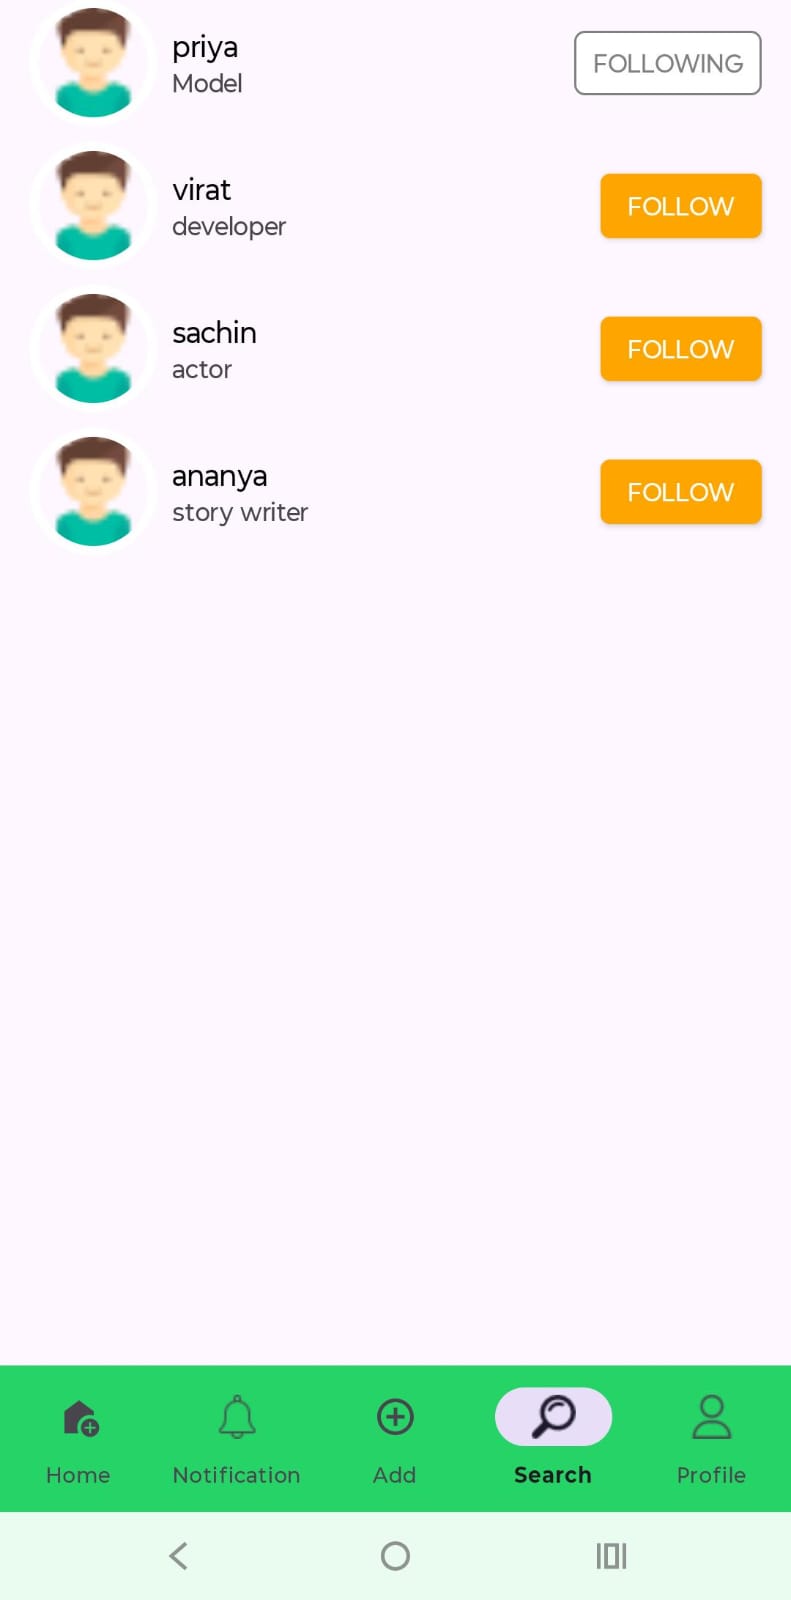 priya
Model
FOLLOWING
virat
developer
FOLLOW
sachin
actor
FOLLOW
ananya
story writer
FOLLOW
Home
Notification
Add
Search
Profile